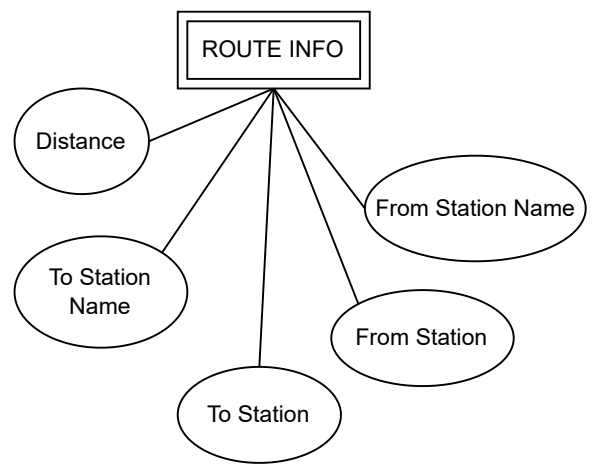 ROUTE INFO
Distance
From Station Name
To Station
Name
From Station
To Station